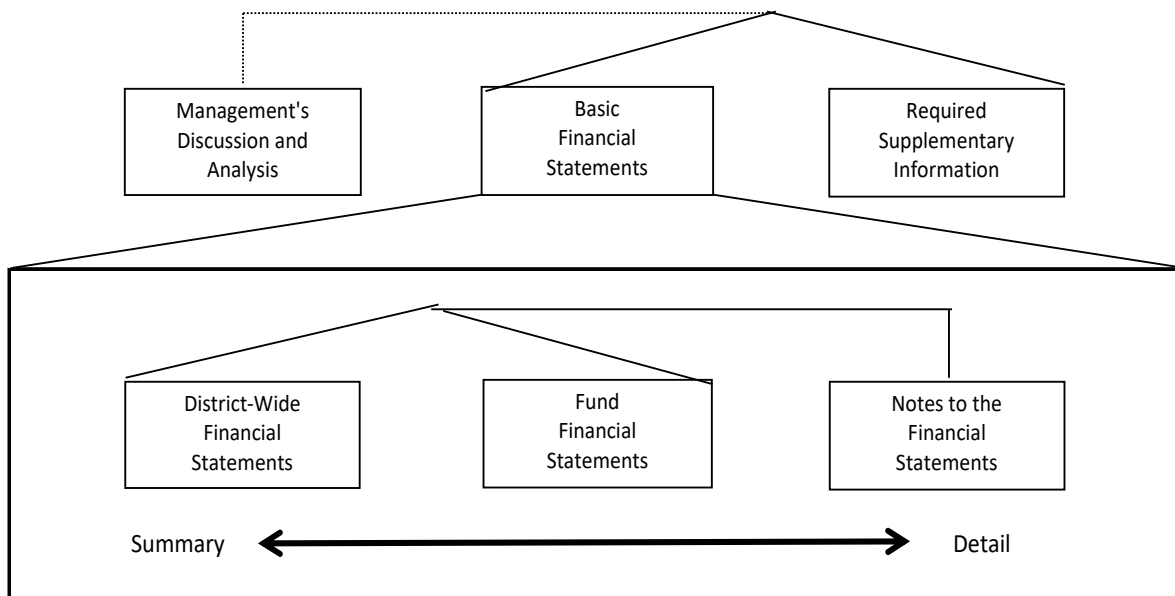 Management's
Discussion and
Analysis
Basic
Financial
Statements
Required
Supplementary
Information
District-Wide
Financial
Statements
Fund
Financial
Statements
Notes to the
Financial
Statements
Summary
Detail